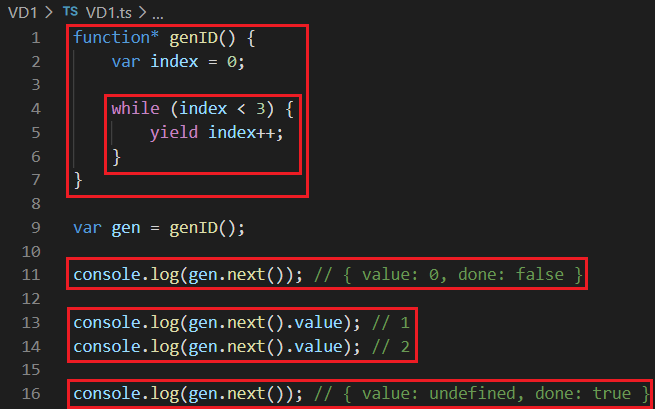 VD1 > TS VD1.ts > ...
1 function* genID() {
2     var index = 0;
3
4     while (index < 3) {
5         yield index++;
6     }
7 }
8
9 var gen = genID();
10
11 console.log(gen.next()); // { value: 0, done: false }
12
13 console.log(gen.next().value); // 1
14 console.log(gen.next().value); // 2
15
16 console.log(gen.next()); // { value: undefined, done: true }